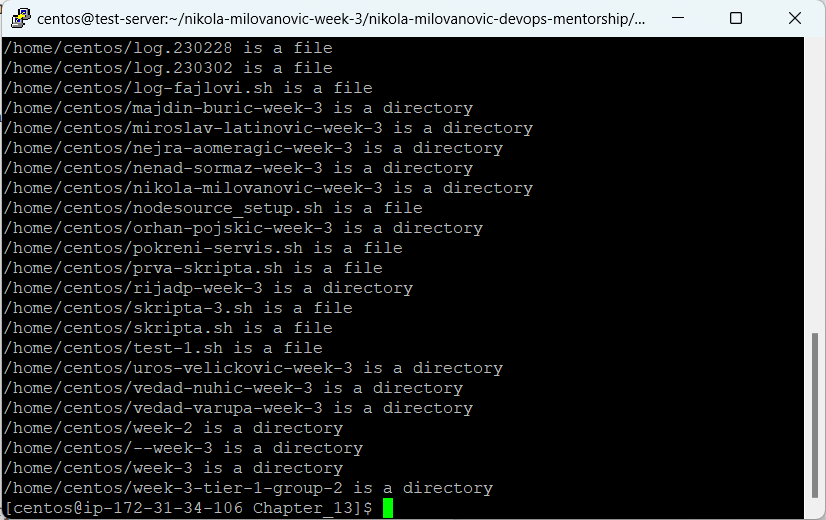 centos@test-server:~/nikola-milovanovic-week-3/nikola-milovanovic-devops-mentorship/...
/home/centos/log.230228 is a file
/home/centos/log.230302 is a file
/home/centos/log-fajlovi.sh is a file
/home/centos/majdin-buric-week-3 is a directory
/home/centos/miroslav-latinovic-week-3 is a directory
/home/centos/nejra-aomeragic-week-3 is a directory
/home/centos/nenad-sormaz-week-3 is a directory
/home/centos/nikola-milovanovic-week-3 is a directory
/home/centos/nodesource_setup.sh is a file
/home/centos/orhan-pojskic-week-3 is a directory
/home/centos/pokreni-servis.sh is a file
/home/centos/prva-skripta.sh is a file
/home/centos/rijadp-week-3 is a directory
/home/centos/skripta-3.sh is a file
/home/centos/skripta.sh is a file
/home/centos/test-1.sh is a file
/home/centos/uros-velickovic-week-3 is a directory
/home/centos/vedad-nuhic-week-3 is a directory
/home/centos/vedad-varupa-week-3 is a directory
/home/centos/week-2 is a directory
/home/centos/--week-3 is a directory
/home/centos/week-3 is a directory
/home/centos/week-3-tier-1-group-2 is a directory
[centos@ip-172-31-34-106 Chapter_13]$